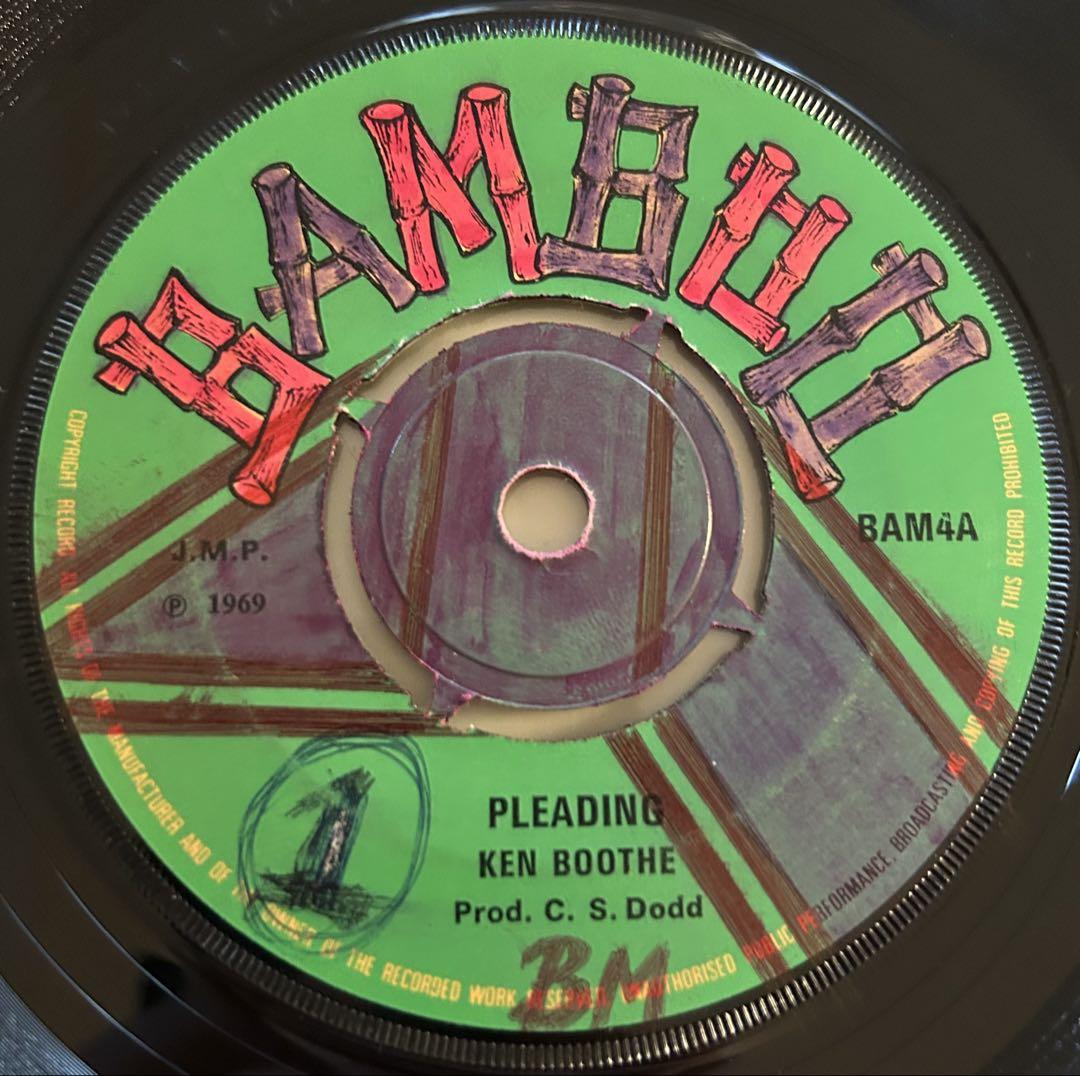 BAMBOO
J.M.P.
℗ 1969
BAM4A
PLEADING
KEN BOOTHE
Prod. C. S. Dodd
1
BM
COPYRIGHT RECORD. ALL RIGHTS OF THE MANUFACTURER AND OF THE OWNER OF THE RECORDED WORK RESERVED. UNAUTHORISED PUBLIC PERFORMANCE, BROADCASTING AND COPYING OF THIS RECORD PROHIBITED